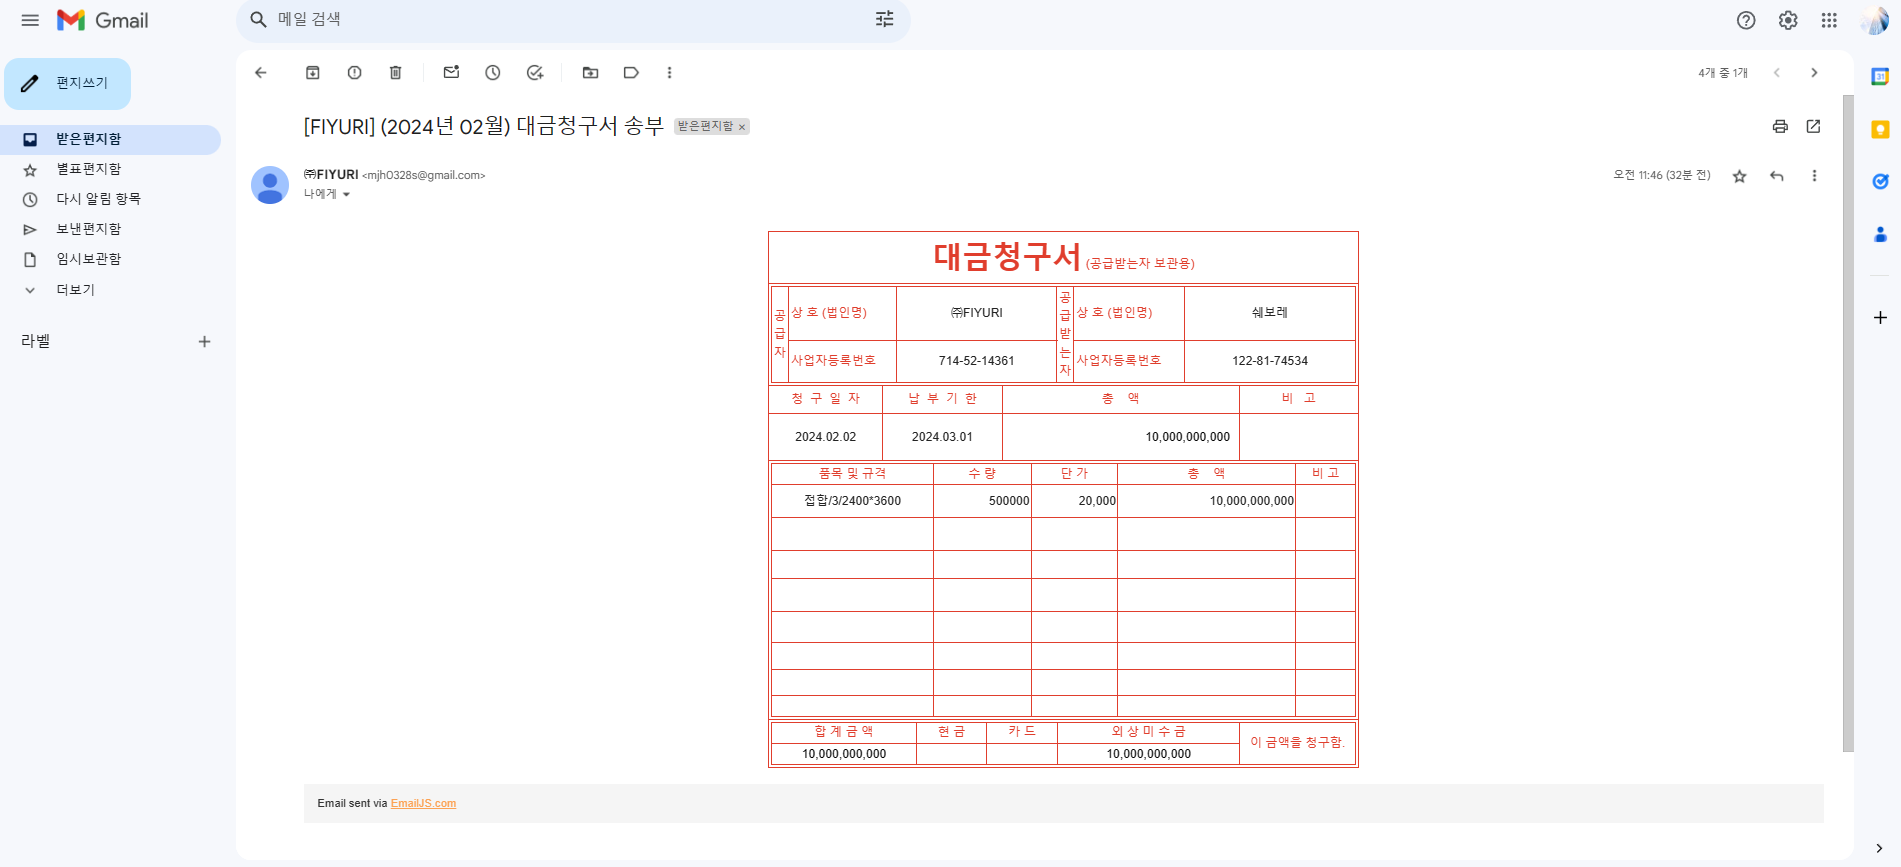 Gmail
메일 검색
편지쓰기
받은편지함
별표편지함
다시 알림 항목
보낸편지함
임시보관함
더보기
라벨
4개 중 1개
[FIYURI] (2024년 02월) 대금청구서 송부 받은편지함 ×
㈜FIYURI <mjh0328s@gmail.com>
오전 11:46 (32분 전)
나에게
대금청구서 (공급받는자 보관용)
공급자 상 호 (법인명) ㈜FIYURI 공급받는자 상 호 (법인명) 쉐보레
사업자등록번호 714-52-14361 사업자등록번호 122-81-74534
청 구 일 자 납 부 기 한 총 액 비 고
2024.02.02 2024.03.01 10,000,000,000
품목 및 규격 수 량 단 가 총 액 비 고
접합/3/2400*3600 500000 20,000 10,000,000,000
합 계 금 액 현 금 카 드 외 상 미 수 금 이 금액을 청구함.
10,000,000,000 10,000,000,000
Email sent via EmailJS.com
31